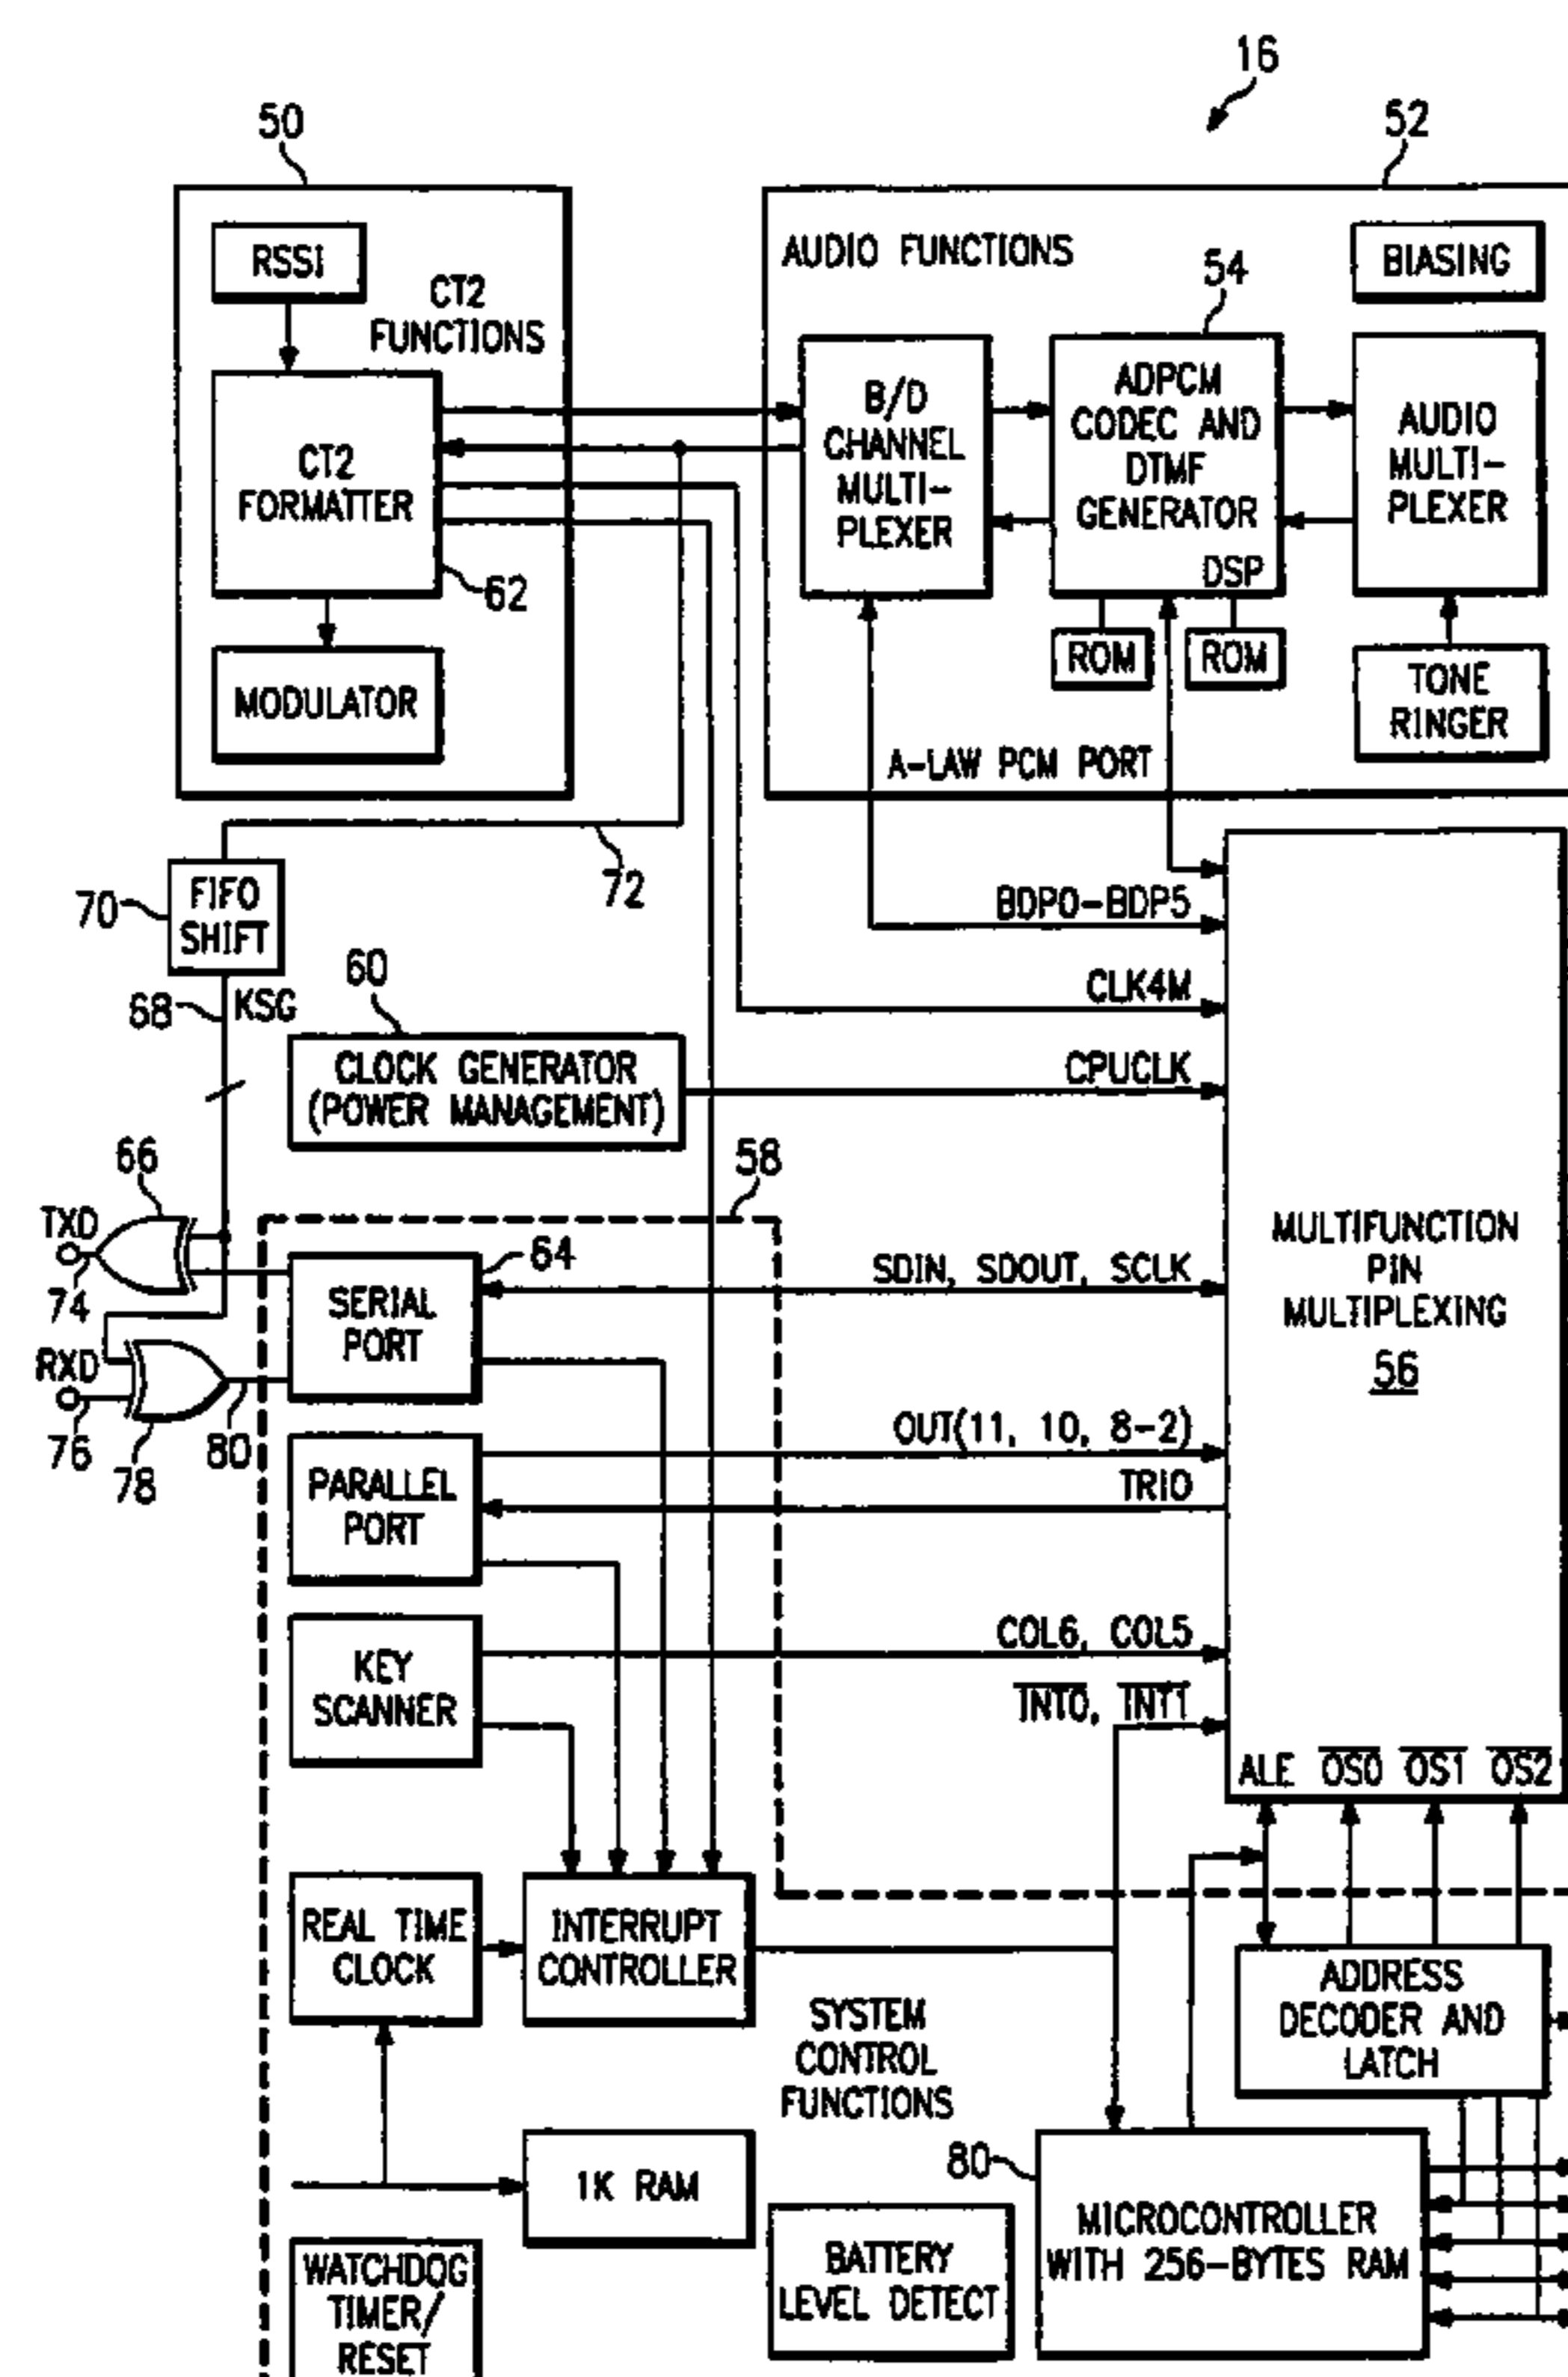 16
50
52
RSSI
CT2
FUNCTIONS
CT2
FORMATTER
62
MODULATOR
AUDIO FUNCTIONS
BIASING
54
B/D
CHANNEL
MULTI-
PLEXER
ADPCM
CODEC AND
DTMF
GENERATOR
DSP
AUDIO
MULTI-
PLEXER
ROM
ROM
TONE
RINGER
A-LAW PCM PORT
72
70
FIFO
SHIFT
68
KSG
60
CLOCK GENERATOR
(POWER MANAGEMENT)
BDP0-BDP5
CLK4M
CPUCLK
66
58
TXD
74
64
SERIAL
PORT
SDIN, SDOUT, SCLK
MULTIFUNCTION
PIN
MULTIPLEXING
56
RXD
76
78
80
PARALLEL
PORT
OUT(11, 10, 8-2)
TRIO
KEY
SCANNER
COL6, COL5
INT0, INT1
ALE OS0 OS1 OS2
REAL TIME
CLOCK
INTERRUPT
CONTROLLER
ADDRESS
DECODER AND
LATCH
SYSTEM
CONTROL
FUNCTIONS
1K RAM
80
MICROCONTROLLER
WITH 256-BYTES RAM
BATTERY
LEVEL DETECT
WATCHDOG
TIMER/
RESET